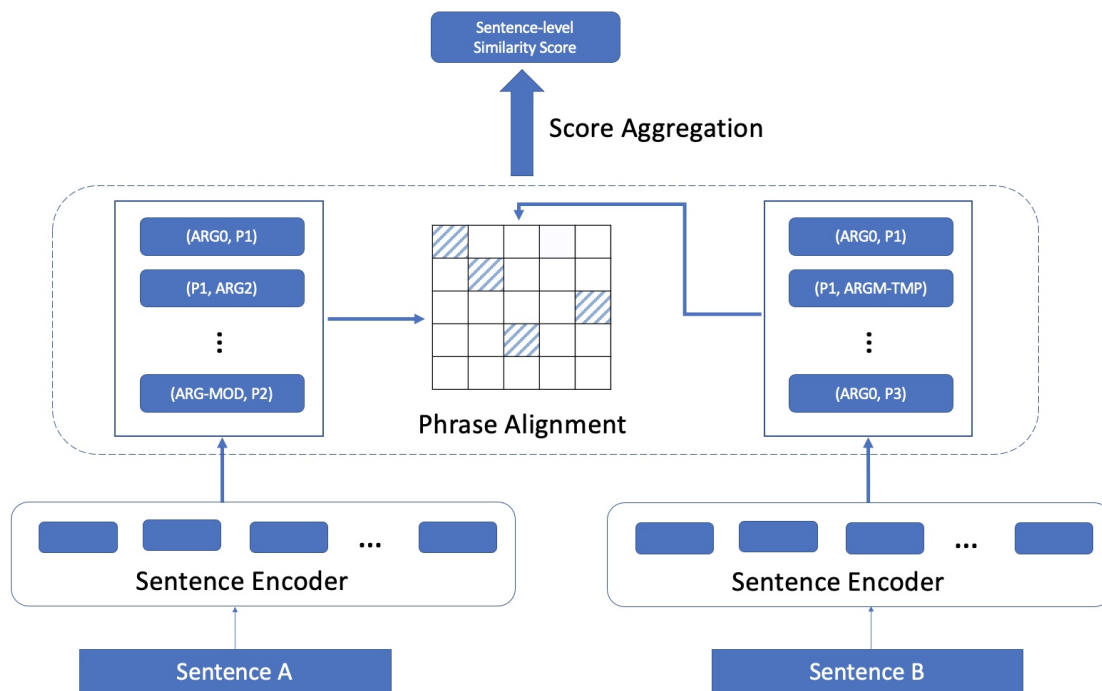 Sentence-level
Similarity Score
Score Aggregation
(ARG0, P1)
(P1, ARG2)
⋮
(ARG-MOD, P2)
Phrase Alignment
(ARG0, P1)
(P1, ARGM-TMP)
⋮
(ARG0, P3)
...
Sentence Encoder
...
Sentence Encoder
Sentence A
Sentence B